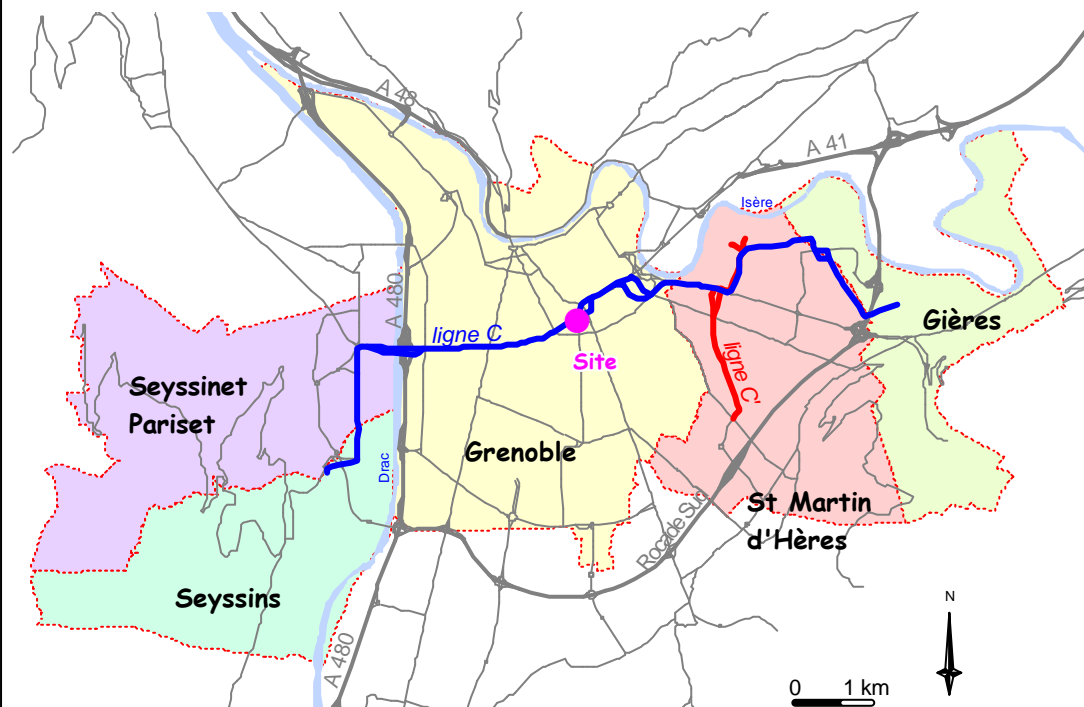 A 48
A 41
Isère
A 480
ligne C
Site
Gières
ligne C'
Seyssinet
Pariset
Grenoble
Drac
St Martin
d'Hères
Rocade Sud
Seyssins
N
A 480
0 1 km